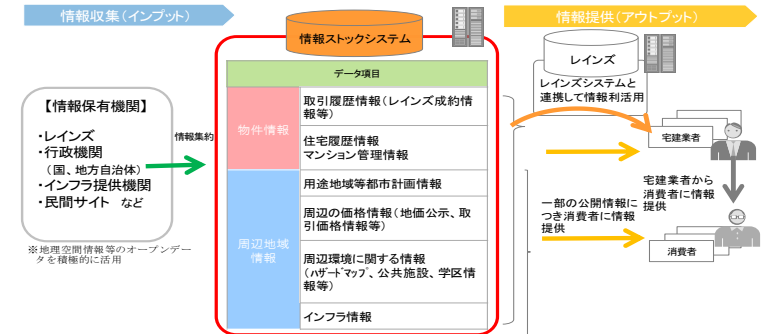 情報収集（インプット）
情報提供（アウトプット）
情報ストックシステム
データ項目
物件情報
取引履歴情報（レインズ成約情
報等）
住宅履歴情報
マンション管理情報
周辺地域
情報
用途地域等都市計画情報
周辺の価格情報（地価公示、取
引価格情報等）
周辺環境に関する情報
（ﾊｻﾞｰﾄﾞﾏｯﾌﾟ、公共施設、学区情
報等）
インフラ情報
【情報保有機関】
・レインズ
・行政機関
（国、地方自治体）
・インフラ提供機関
・民間サイト　など
情報集約
※地理空間情報等のオープンデー
タを積極的に活用
レインズ
レインズシステムと
連携して情報利活用
宅建業者
宅建業者から
消費者に情報
提供
一部の公開情報に
つき消費者に情報
提供
消費者